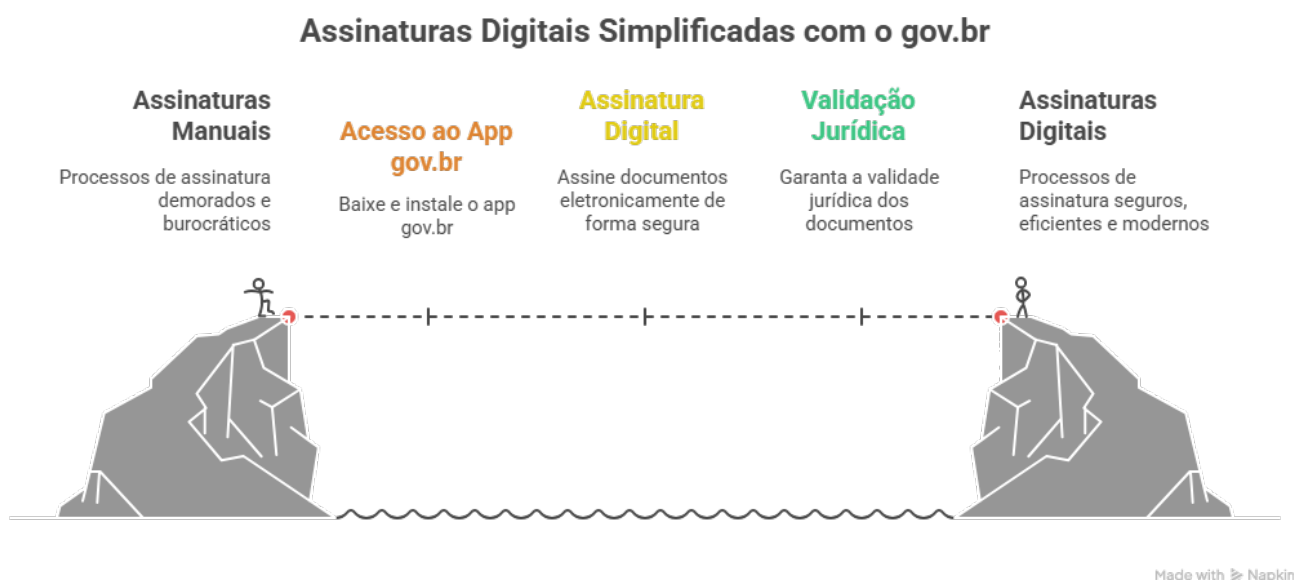 Assinaturas Digitais Simplificadas com o gov.br
Assinaturas
Manuais
Processos de assinatura
demorados e
burocráticos
Acesso ao App
gov.br
Baixe e instale o app
gov.br
Assinatura
Digital
Assine documentos
eletronicamente de
forma segura
Validação
Jurídica
Garanta a validade
jurídica dos
documentos
Assinaturas
Digitais
Processos de
assinatura seguros,
eficientes e modernos
Made with Napkin